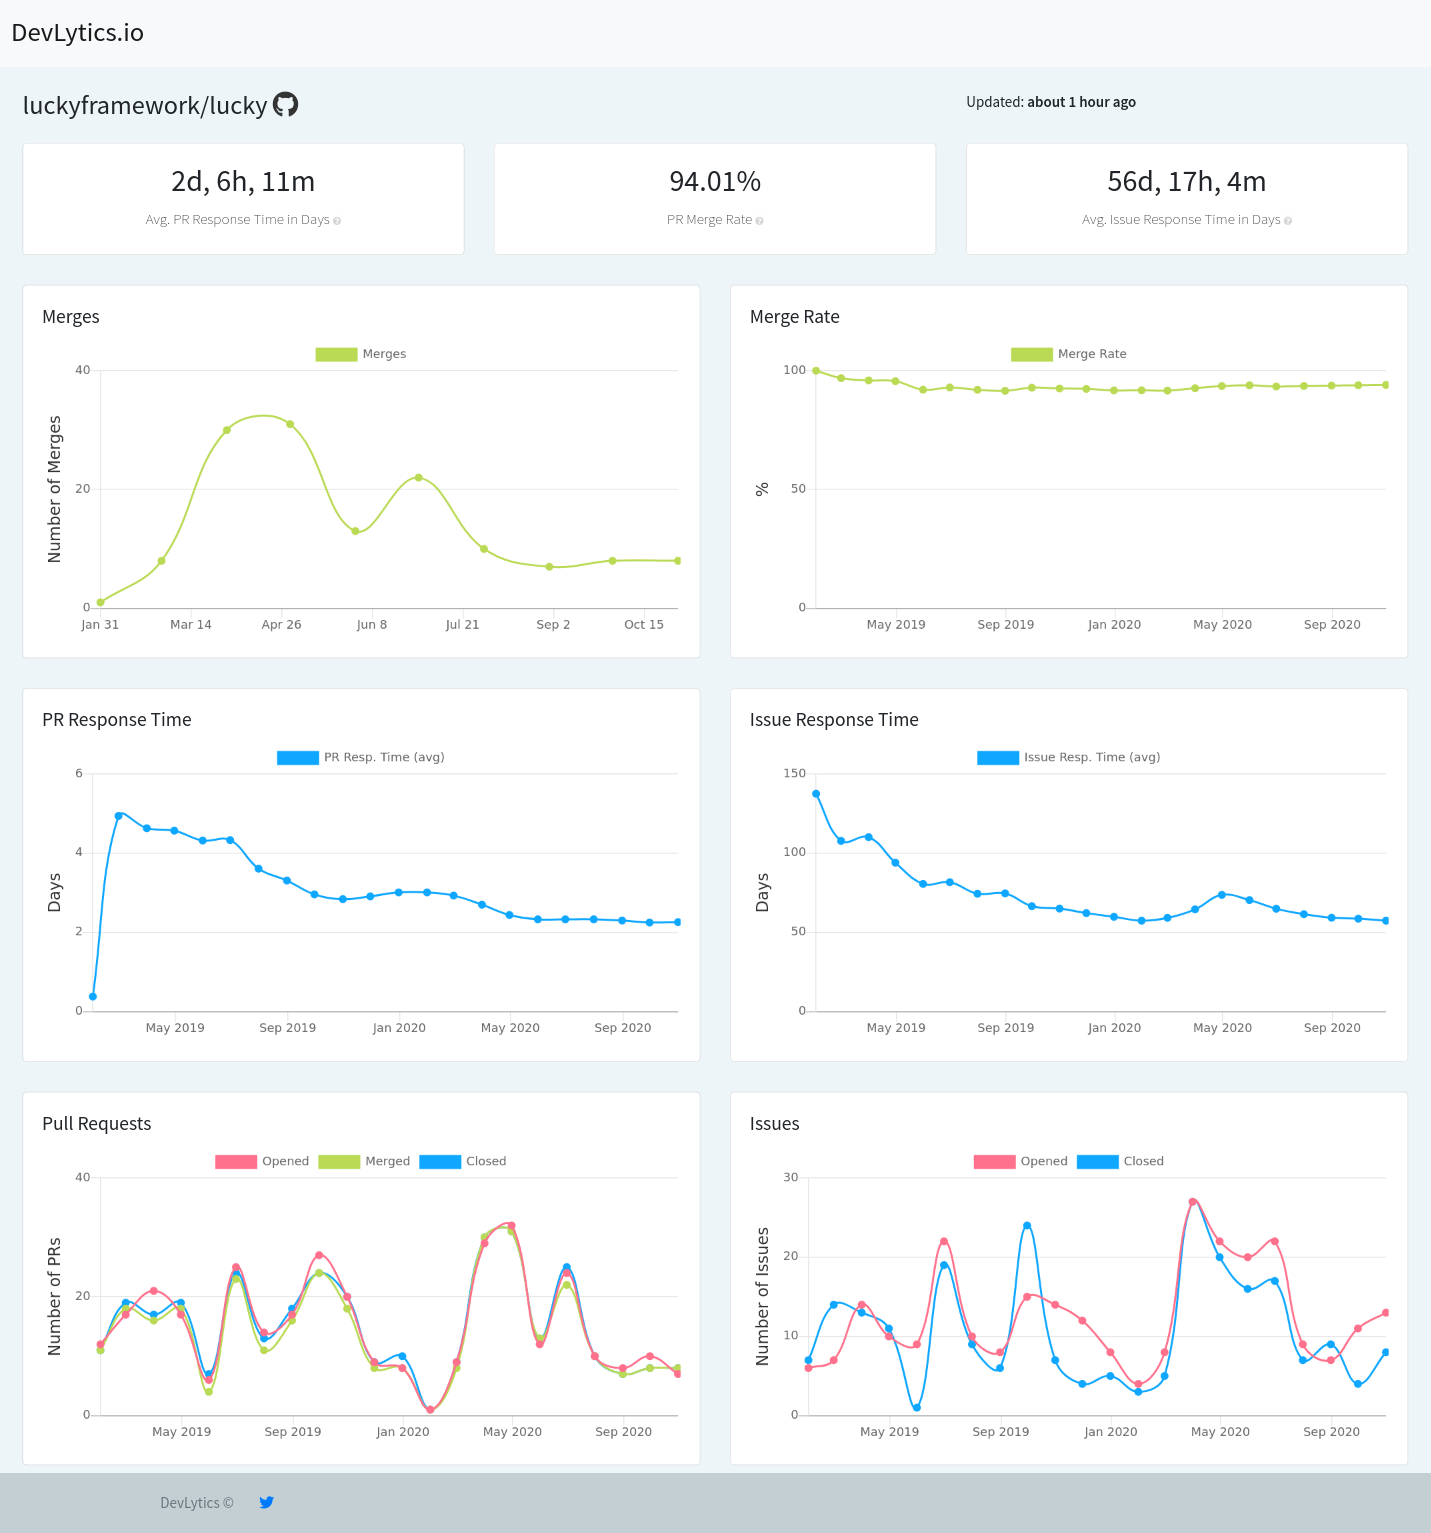 DevLytics.io
luckyframework/lucky
Updated: about 1 hour ago
2d, 6h, 11m
Avg. PR Response Time in Days ?
94.01%
PR Merge Rate ?
56d, 17h, 4m
Avg. Issue Response Time in Days ?
Merges
Merges
Number of Merges
40
20
0
Jan 31 Mar 14 Apr 26 Jun 8 Jul 21 Sep 2 Oct 15
Merge Rate
Merge Rate
%
100
50
0
May 2019 Sep 2019 Jan 2020 May 2020 Sep 2020
PR Response Time
PR Resp. Time (avg)
Days
6
4
2
0
May 2019 Sep 2019 Jan 2020 May 2020 Sep 2020
Issue Response Time
Issue Resp. Time (avg)
Days
150
100
50
0
May 2019 Sep 2019 Jan 2020 May 2020 Sep 2020
Pull Requests
Opened Merged Closed
Number of PRs
40
20
0
May 2019 Sep 2019 Jan 2020 May 2020 Sep 2020
Issues
Opened Closed
Number of Issues
30
20
10
0
May 2019 Sep 2019 Jan 2020 May 2020 Sep 2020
DevLytics ©